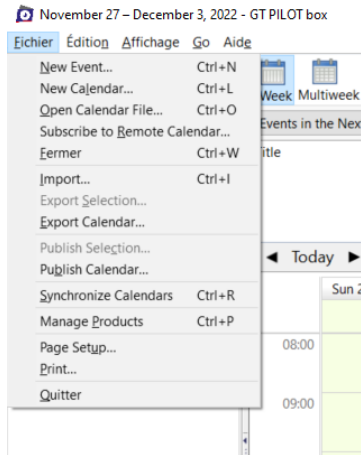 November 27 – December 3, 2022 - GT PILOT box
Fichier Édition Affichage Go Aide
New Event... Ctrl+N
New Calendar... Ctrl+L
Open Calendar File... Ctrl+O
Subscribe to Remote Calendar...
Fermer Ctrl+W
Import... Ctrl+I
Export Selection...
Export Calendar...
Publish Selection...
Publish Calendar...
Synchronize Calendars Ctrl+R
Manage Products Ctrl+P
Page Setup...
Print...
Quitter
Week Multiweek
Events in the Nex
itle
◄ Today ►
Sun 2
08:00
09:00